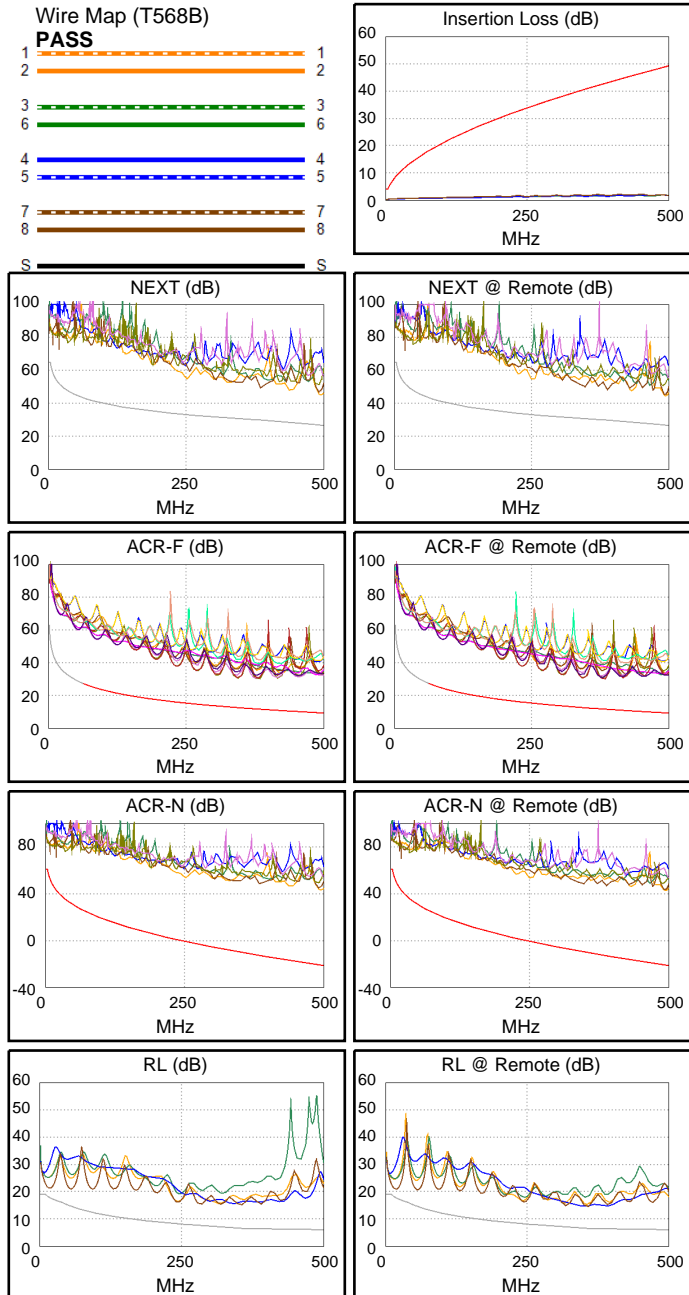 Wire Map (T568B)
PASS
1 1
2 2
3 3
6 6
4 4
5 5
7 7
8 8
S S
Insertion Loss (dB)
60
50
40
30
20
10
0
0 250 500
MHz
NEXT (dB)
100
80
60
40
20
0
0 250 500
MHz
NEXT @ Remote (dB)
100
80
60
40
20
0
0 250 500
MHz
ACR-F (dB)
100
80
60
40
20
0
0 250 500
MHz
ACR-F @ Remote (dB)
100
80
60
40
20
0
0 250 500
MHz
ACR-N (dB)
80
40
0
-40
0 250 500
MHz
ACR-N @ Remote (dB)
80
40
0
-40
0 250 500
MHz
RL (dB)
60
50
40
30
20
10
0
0 250 500
MHz
RL @ Remote (dB)
60
50
40
30
20
10
0
0 250 500
MHz